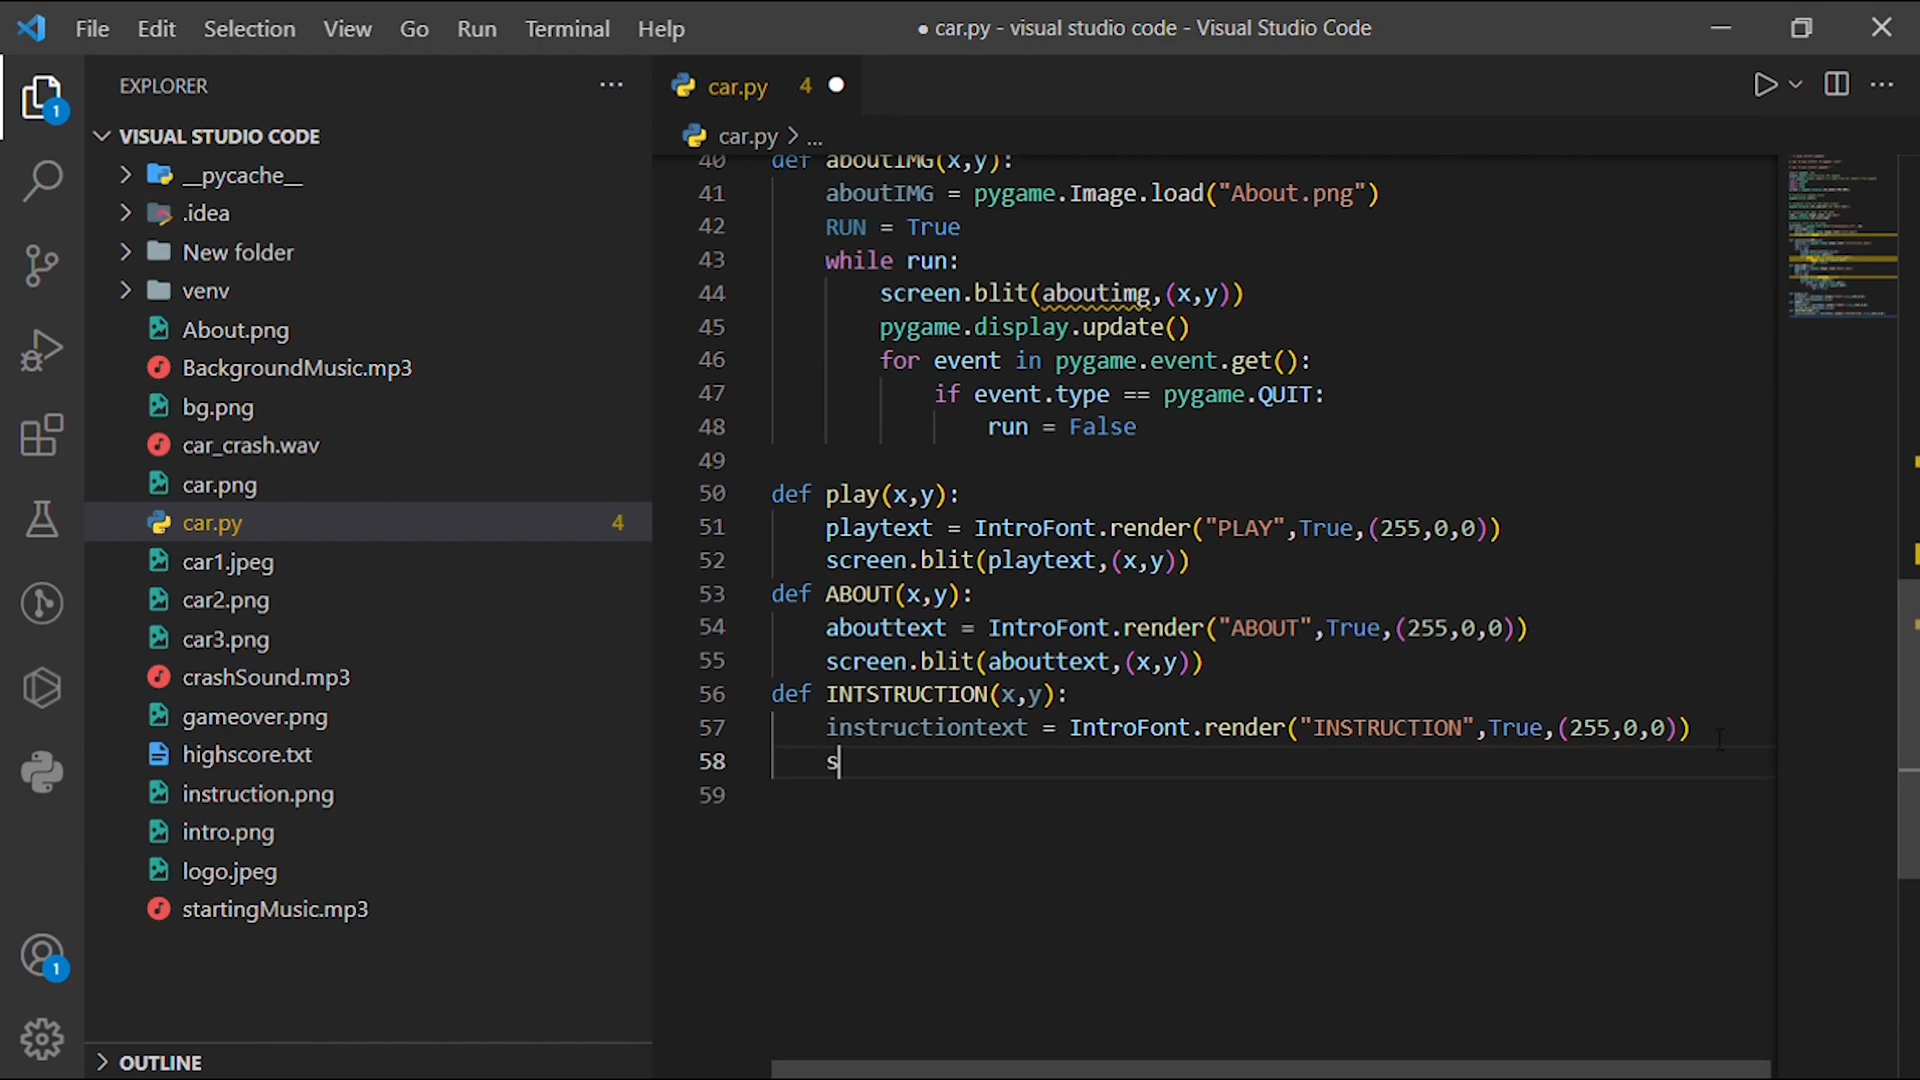 File Edit Selection View Go Run Terminal Help ● car.py - visual studio code - Visual Studio Code
EXPLORER
car.py 4
1
VISUAL STUDIO CODE
car.py > ...
__pycache__
.idea
New folder
venv
About.png
BackgroundMusic.mp3
bg.png
car_crash.wav
car.png
car.py 4
car1.jpeg
car2.png
car3.png
crashSound.mp3
gameover.png
highscore.txt
instruction.png
intro.png
logo.jpeg
startingMusic.mp3
1
OUTLINE
40 def aboutIMG(x,y):
41 aboutIMG = pygame.Image.load("About.png")
42 RUN = True
43 while run:
44 screen.blit(aboutimg,(x,y))
45 pygame.display.update()
46 for event in pygame.event.get():
47 if event.type == pygame.QUIT:
48 run = False
49
50 def play(x,y):
51 playtext = IntroFont.render("PLAY",True,(255,0,0))
52 screen.blit(playtext,(x,y))
53 def ABOUT(x,y):
54 abouttext = IntroFont.render("ABOUT",True,(255,0,0))
55 screen.blit(abouttext,(x,y))
56 def INTSTRUCTION(x,y):
57 instructiontext = IntroFont.render("INSTRUCTION",True,(255,0,0))
58 s
59